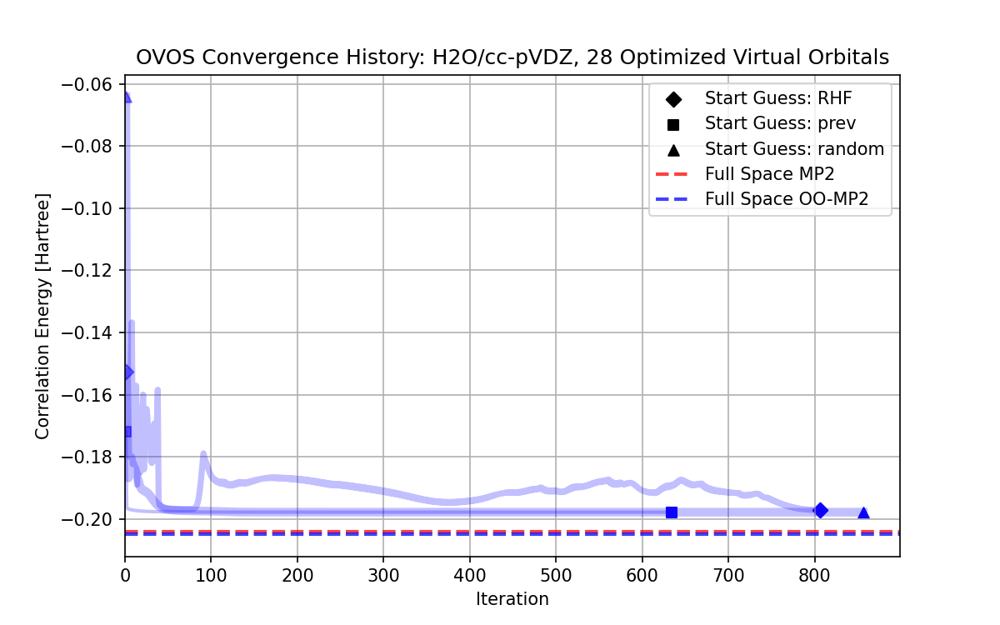 OVOS Convergence History: H2O/cc-pVDZ, 28 Optimized Virtual Orbitals
Correlation Energy [Hartree]
−0.06
−0.08
−0.10
−0.12
−0.14
−0.16
−0.18
−0.20
Start Guess: RHF
Start Guess: prev
Start Guess: random
Full Space MP2
Full Space OO-MP2
0 100 200 300 400 500 600 700 800
Iteration